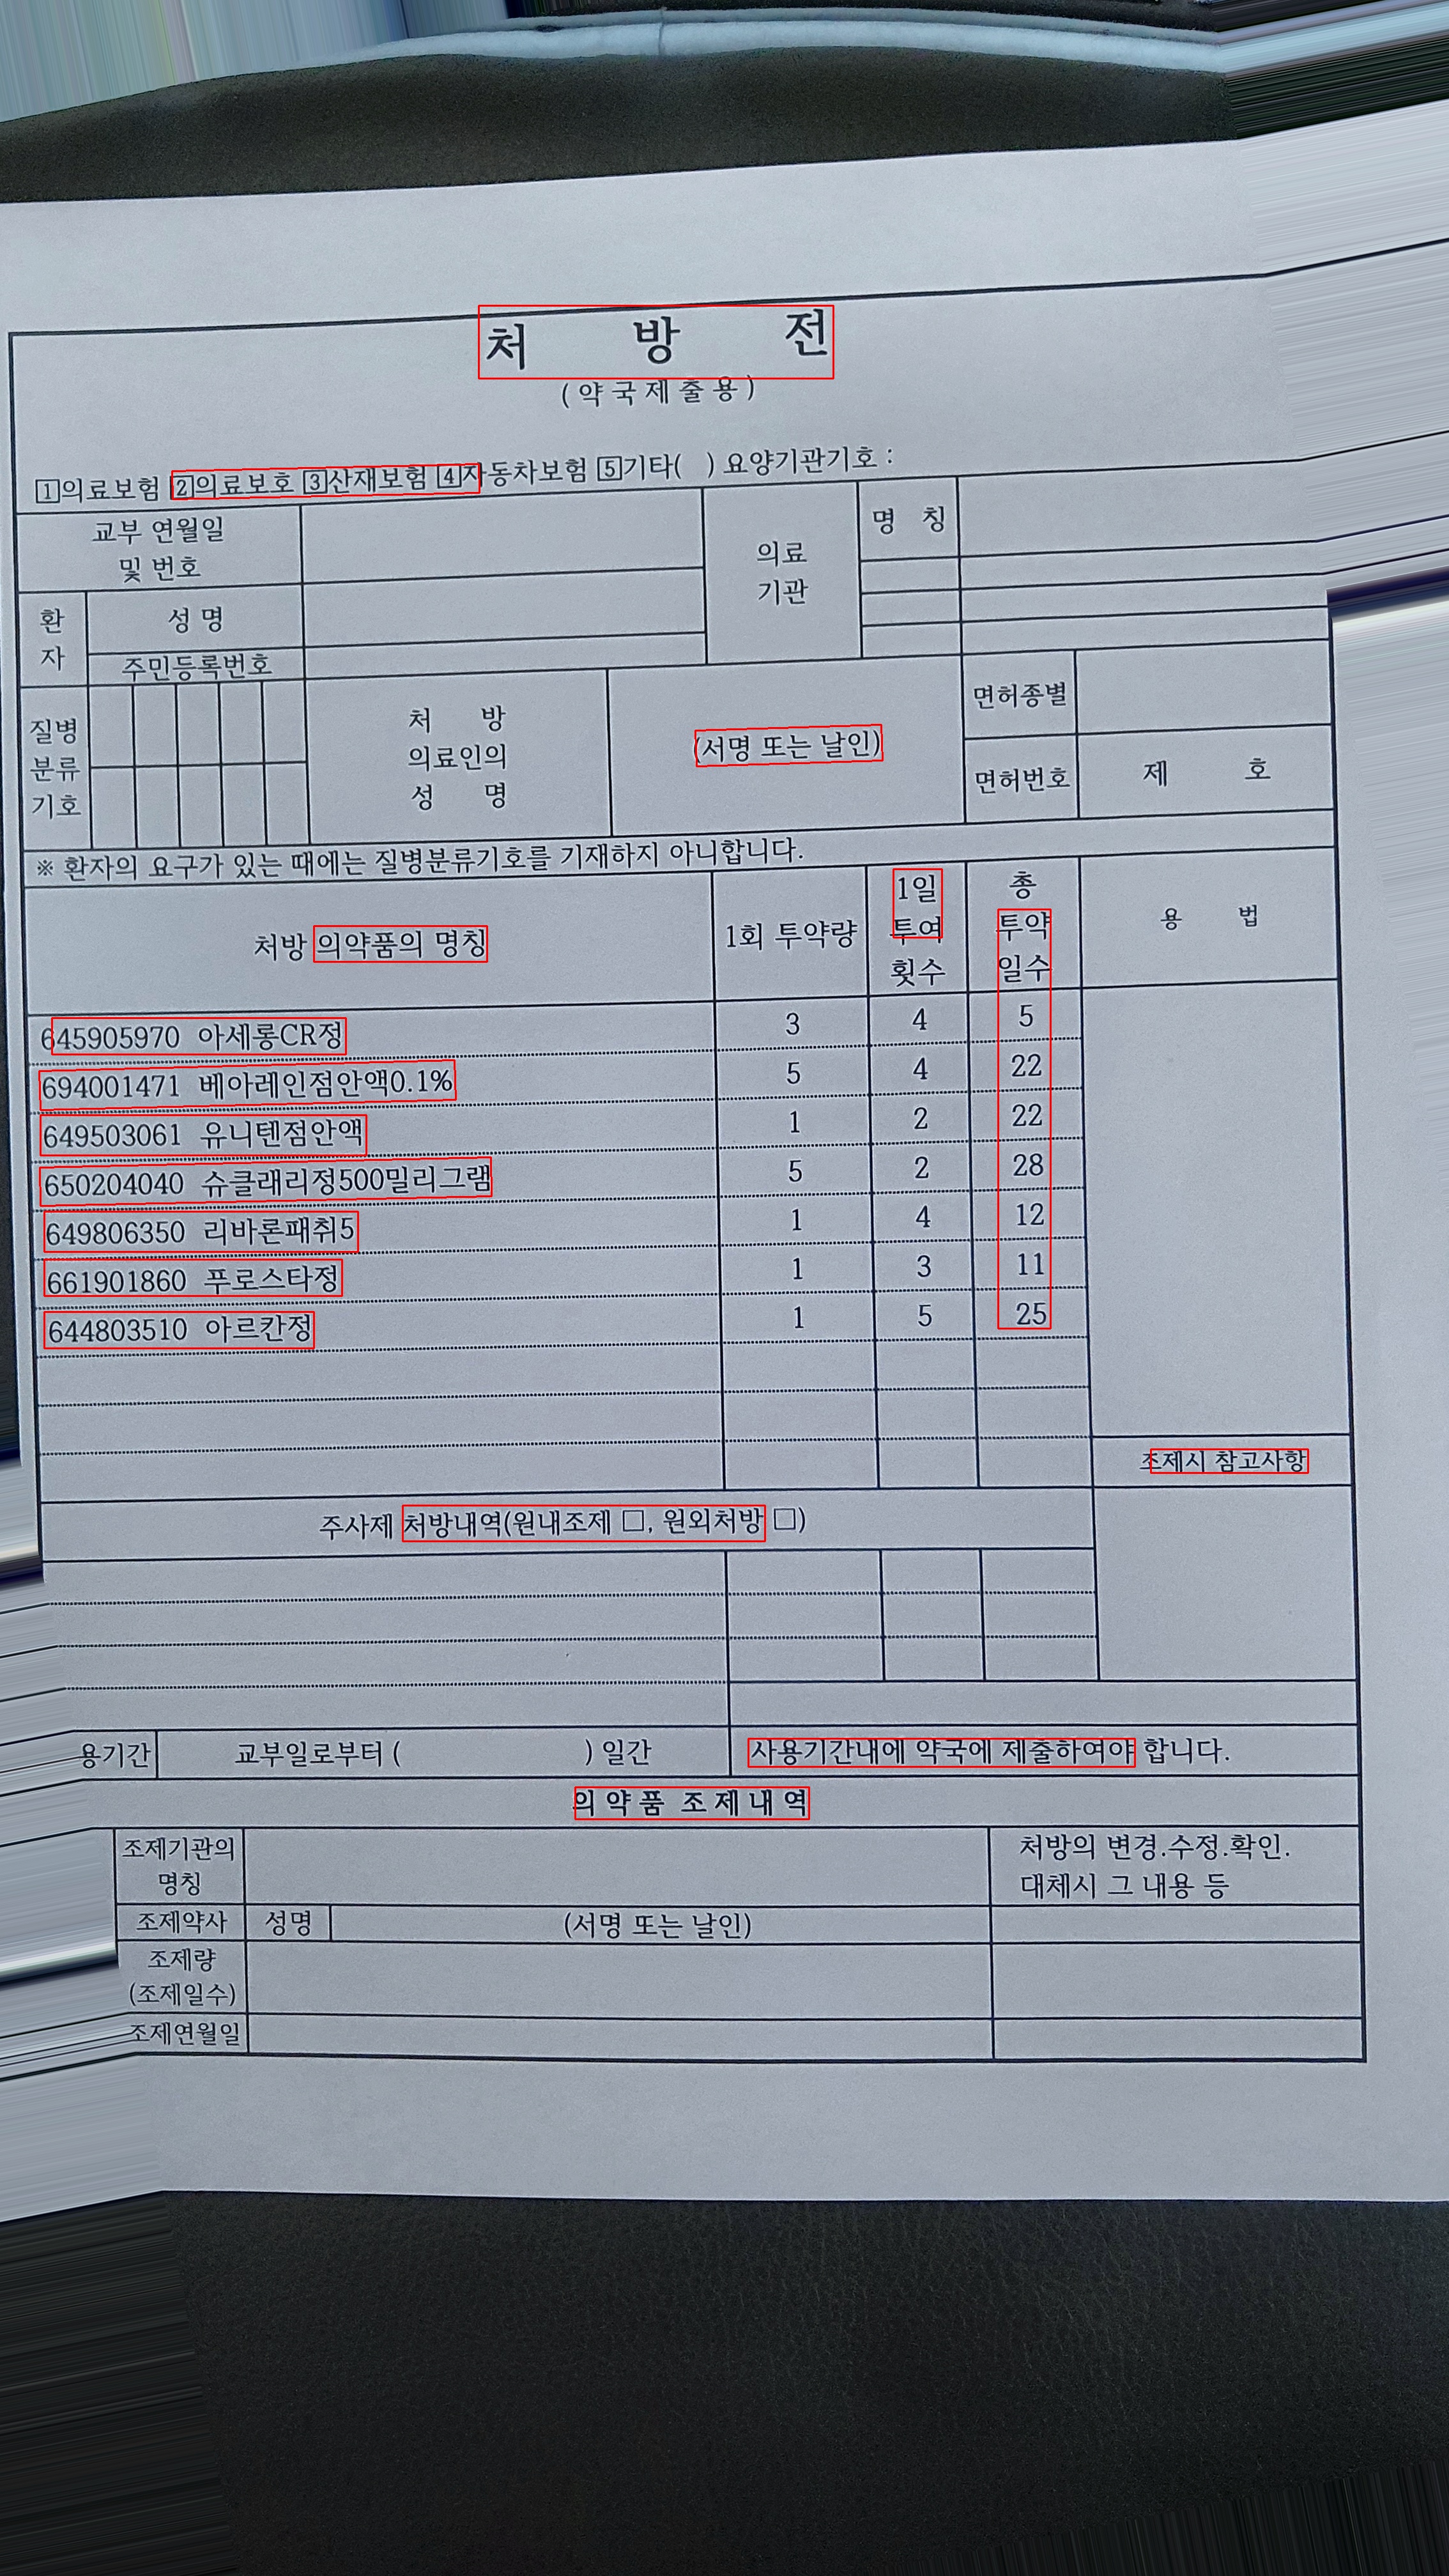 처 방 전
(약국제출용)
1의료보험 2의료보호 3산재보험 4자동차보험 5기타( ) 요양기관기호 :
교부 연월일
및 번호
의료
기관
명 칭
환
자
성 명
주민등록번호
질병
분류
기호
처 방
의료인의
성 명
(서명 또는 날인)
면허종별
면허번호
제 호
※ 환자의 요구가 있는 때에는 질병분류기호를 기재하지 아니합니다.
처방 의약품의 명칭
1회 투약량
1일
투여
횟수
총
투약
일수
용 법
645905970 아세롱CR정 3 4 5
694001471 베아레인점안액0.1% 5 4 22
649503061 유니텐점안액 1 2 22
650204040 슈클래리정500밀리그램 5 2 28
649806350 리바론패취5 1 4 12
661901860 푸로스타정 1 3 11
644803510 아르칸정 1 5 25
조제시 참고사항
주사제 처방내역(원내조제 □, 원외처방 □)
용기간 교부일로부터 ( ) 일간 사용기간내에 약국에 제출하여야 합니다.
의 약 품 조 제 내 역
조제기관의
명칭
처방의 변경.수정.확인.
대체시 그 내용 등
조제약사 성명 (서명 또는 날인)
조제량
(조제일수)
조제연월일